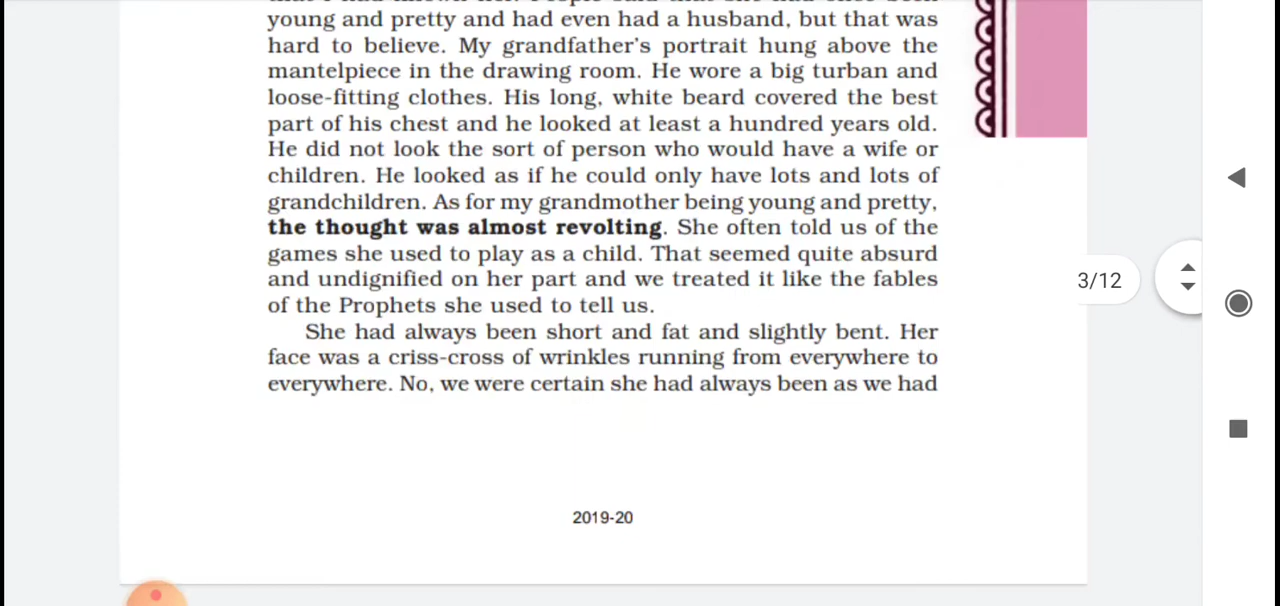 young and pretty and had even had a husband, but that was
hard to believe. My grandfather's portrait hung above the
mantelpiece in the drawing room. He wore a big turban and
loose-fitting clothes. His long, white beard covered the best
part of his chest and he looked at least a hundred years old.
He did not look the sort of person who would have a wife or
children. He looked as if he could only have lots and lots of
grandchildren. As for my grandmother being young and pretty,
the thought was almost revolting. She often told us of the
games she used to play as a child. That seemed quite absurd
and undignified on her part and we treated it like the fables
of the Prophets she used to tell us.
She had always been short and fat and slightly bent. Her
face was a criss-cross of wrinkles running from everywhere to
everywhere. No, we were certain she had always been as we had
3/12
2019-20